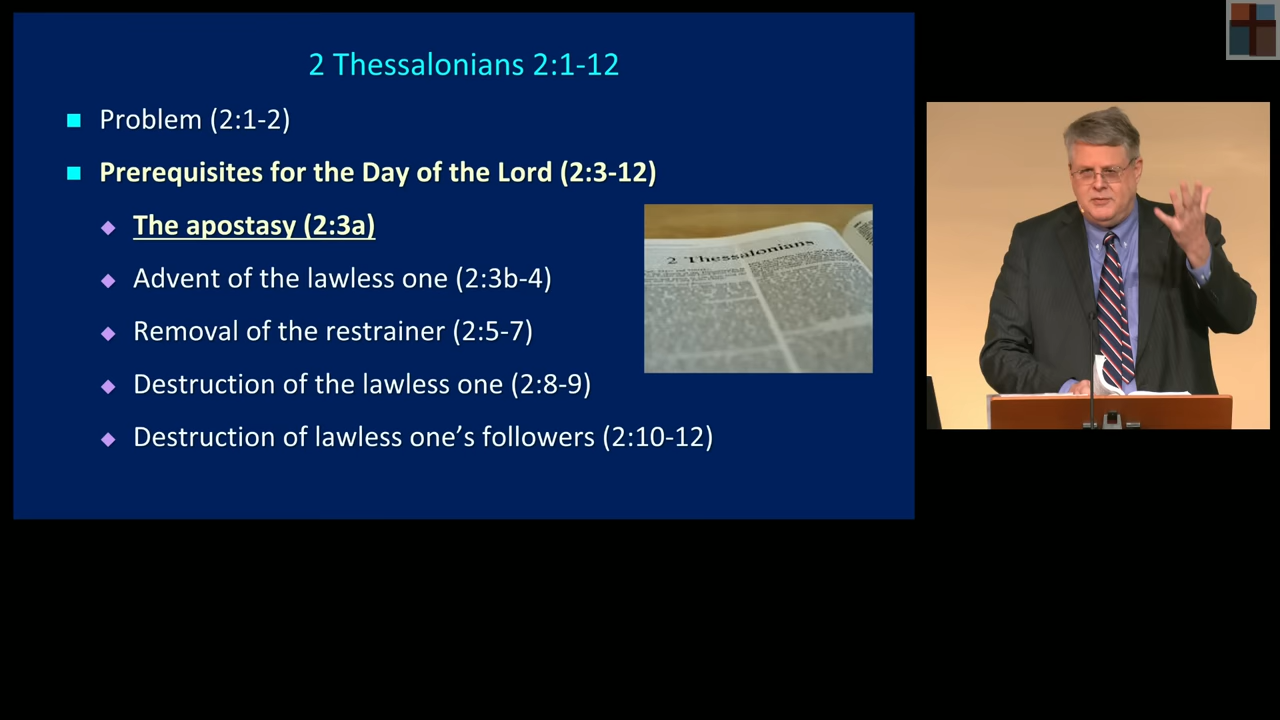 2 Thessalonians 2:1-12
Problem (2:1-2)
Prerequisites for the Day of the Lord (2:3-12)
The apostasy (2:3a)
Advent of the lawless one (2:3b-4)
Removal of the restrainer (2:5-7)
Destruction of the lawless one (2:8-9)
Destruction of lawless one’s followers (2:10-12)
2 Thessalonians